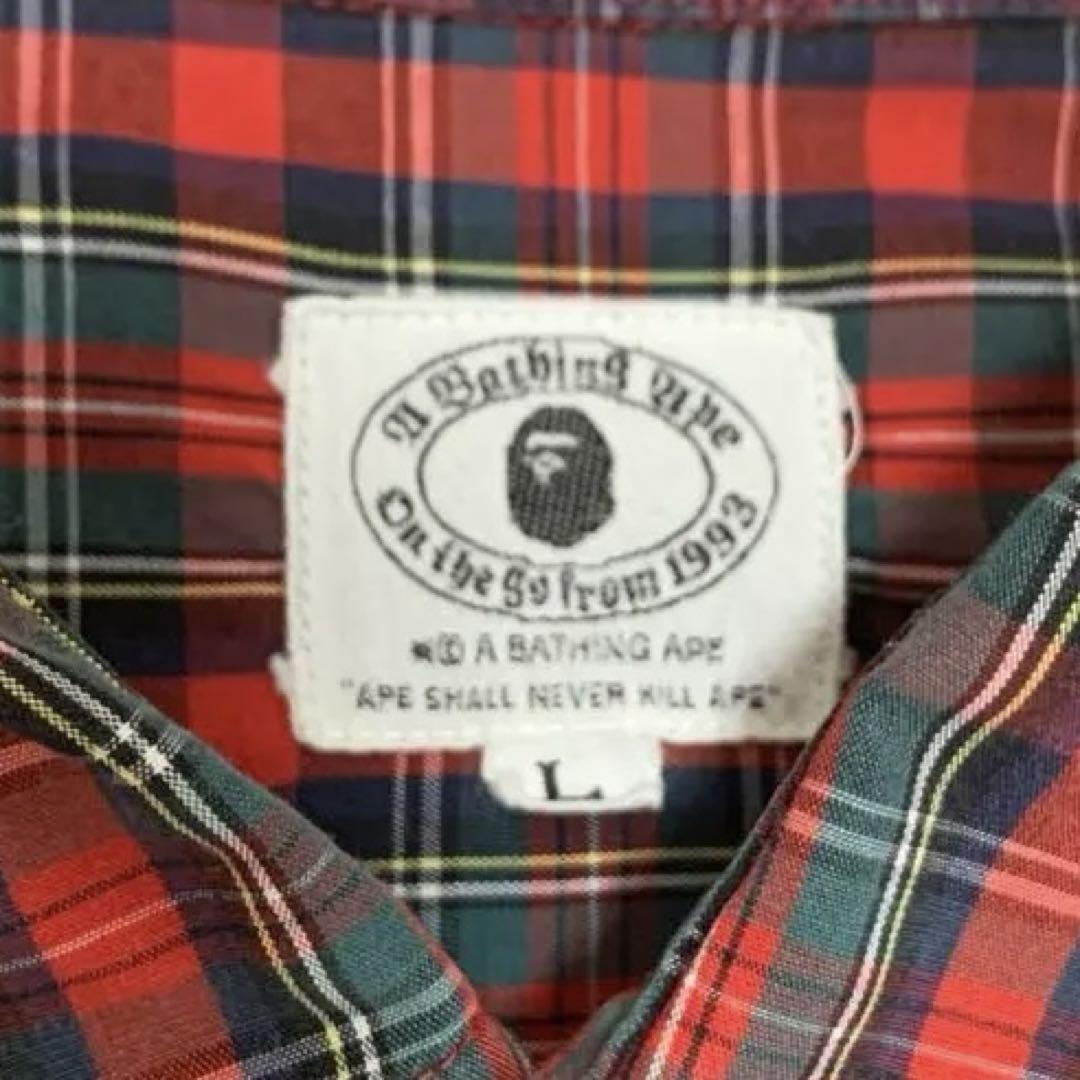 A Bathing Ape
On the go from 1993
®© A BATHING APE
"APE SHALL NEVER KILL APE"
L